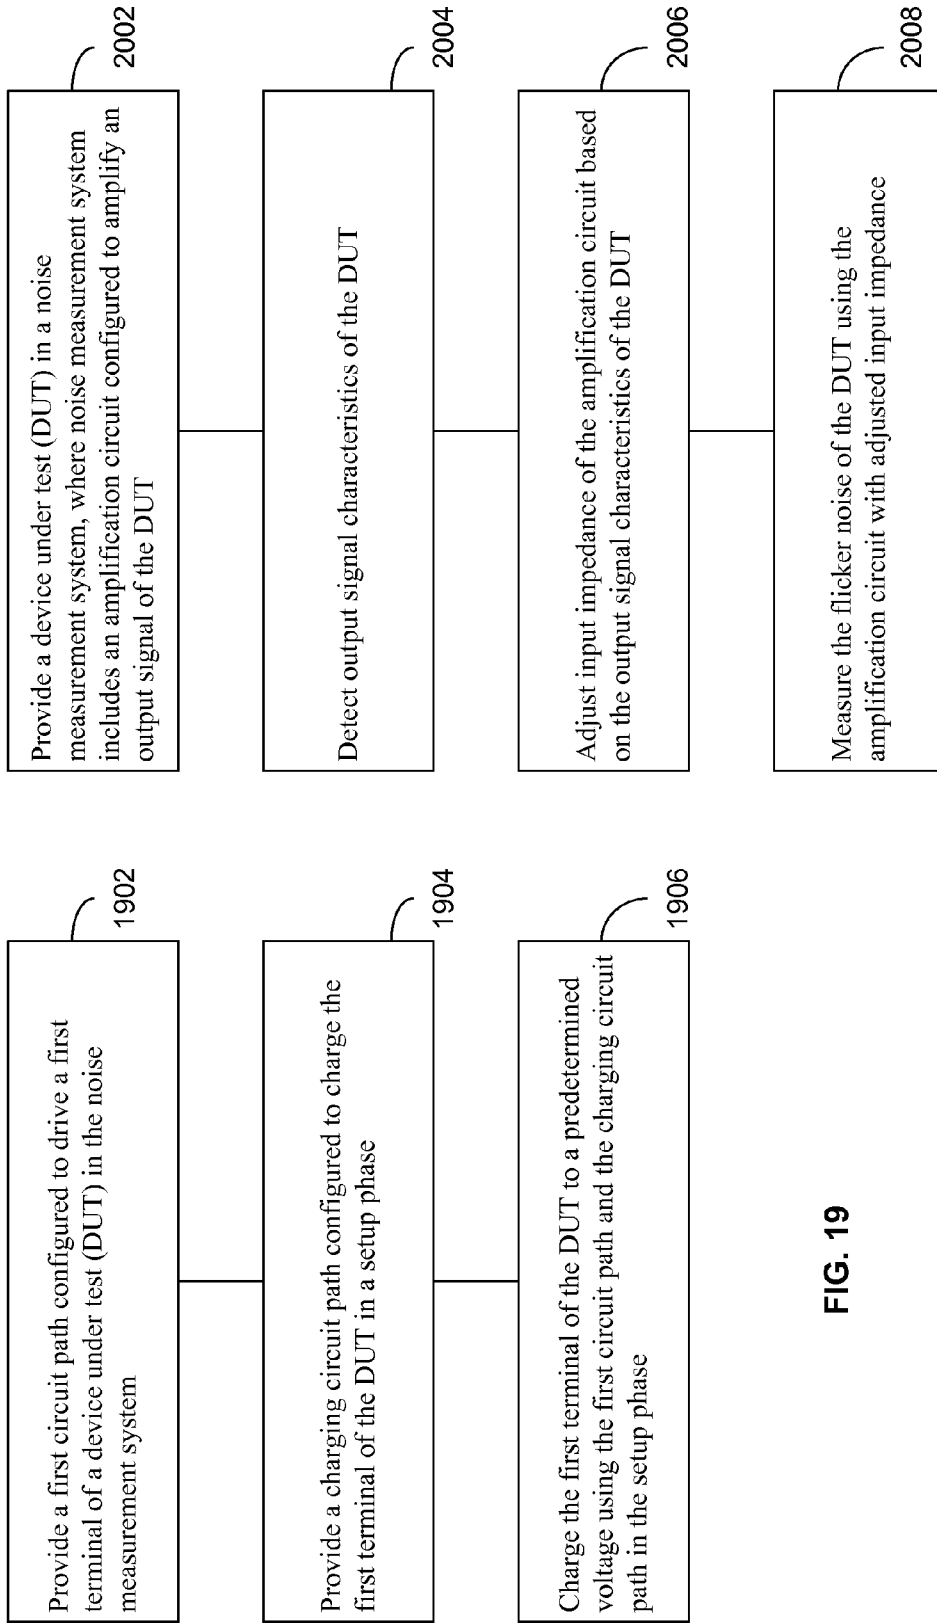 Provide a first circuit path configured to drive a first
terminal of a device under test (DUT) in the noise
measurement system
1902
Provide a charging circuit path configured to charge the
first terminal of the DUT in a setup phase
1904
Charge the first terminal of the DUT to a predetermined
voltage using the first circuit path and the charging circuit
path in the setup phase
1906
FIG. 19
Provide a device under test (DUT) in a noise
measurement system, where noise measurement system
includes an amplification circuit configured to amplify an
output signal of the DUT
2002
Detect output signal characteristics of the DUT
2004
Adjust input impedance of the amplification circuit based
on the output signal characteristics of the DUT
2006
Measure the flicker noise of the DUT using the
amplification circuit with adjusted input impedance
2008